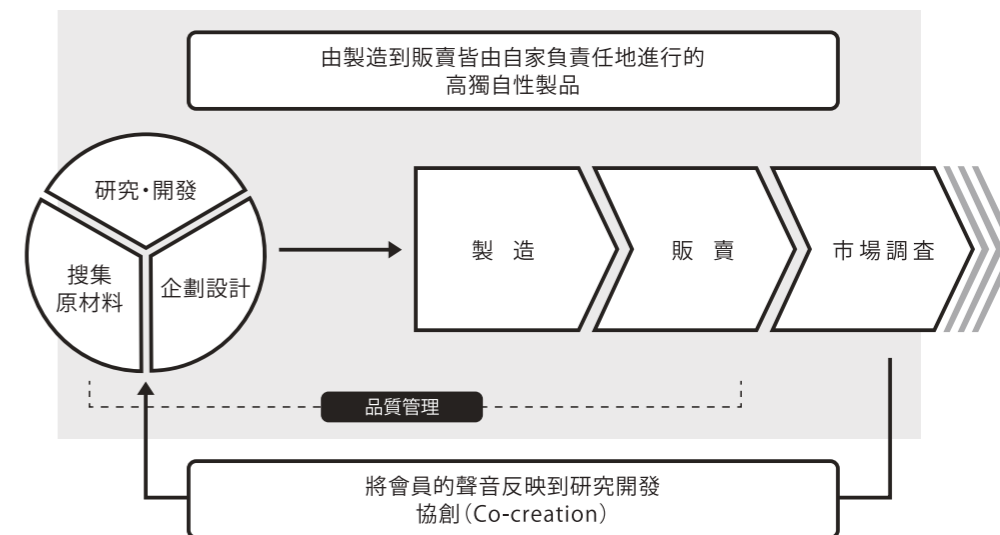 由製造到販賣皆由自家負責任地進行的
高獨自性製品
研究・開發
搜集
原材料
企劃設計
製造
販賣
市場調查
品質管理
將會員的聲音反映到研究開發
協創（Co-creation）